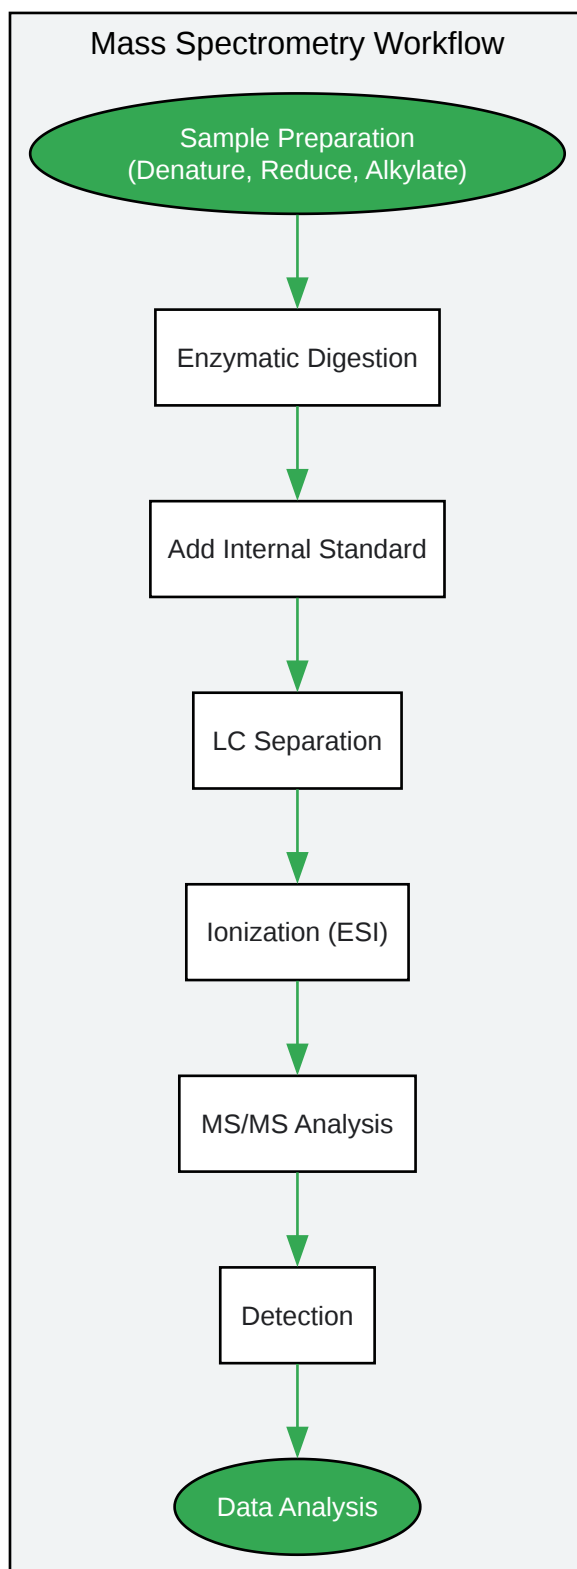 Mass Spectrometry Workflow
Sample Preparation
(Denature, Reduce, Alkylate)
Enzymatic Digestion
Add Internal Standard
LC Separation
Ionization (ESI)
MS/MS Analysis
Detection
Data Analysis